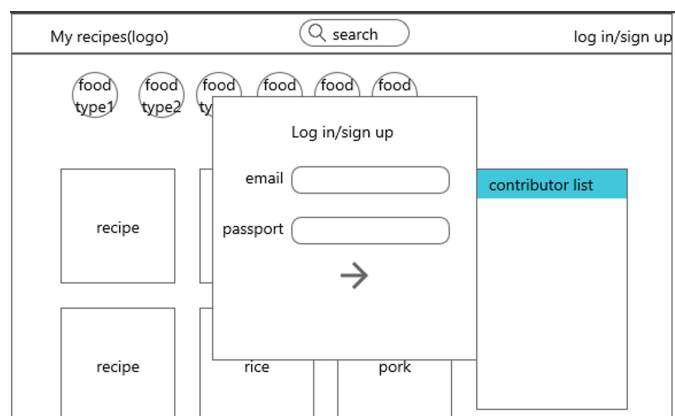 My recipes(logo)
search
log in/sign up
food
type1
food
type2
food
ty
food
food
food
Log in/sign up
email
passport
contributor list
recipe
recipe
rice
pork